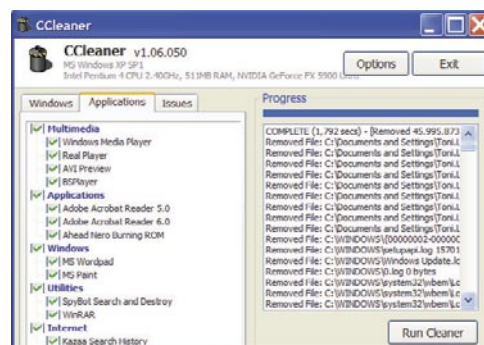 CCleaner
CCleaner v1.06.050
MS Windows XP SP1
Intel Pentium 4 CPU 2.40GHz, 511MB RAM, NVIDIA GeForce FX 5900
Options
Exit
Windows
Applications
Issues
Multimedia
Windows Media Player
Real Player
AVI Preview
BSPlayer
Applications
Adobe Acrobat Reader 5.0
Adobe Acrobat Reader 6.0
Ahead Nero Burning ROM
Windows
MS Wordpad
MS Paint
Utilities
SpyBot Search and Destroy
WinRAR
Internet
Kazaa Search History
Progress
COMPLETE (1,792 secs) - [Removed 45.995.873
Removed File: C:\Documents and Settings\Toni.L
Removed File: C:\Documents and Settings\Toni.L
Removed File: C:\Documents and Settings\Toni.L
Removed File: C:\Documents and Settings\Toni.L
Removed File: C:\Documents and Settings\Toni.L
Removed File: C:\Documents and Settings\Toni.L
Removed File: C:\Documents and Settings\Toni.L
Removed File: C:\WINDOWS\{00000002-000000
Removed File: C:\WINDOWS\setupapi.log 15701
Removed File: C:\WINDOWS\Windows Update.lo
Removed File: C:\WINDOWS\0.log 0 bytes
Removed File: C:\WINDOWS\system32\wbem\Lo
Removed File: C:\WINDOWS\system32\wbem\Lo
Removed File: C:\WINDOWS\system32\wbem\Lo
Run Cleaner